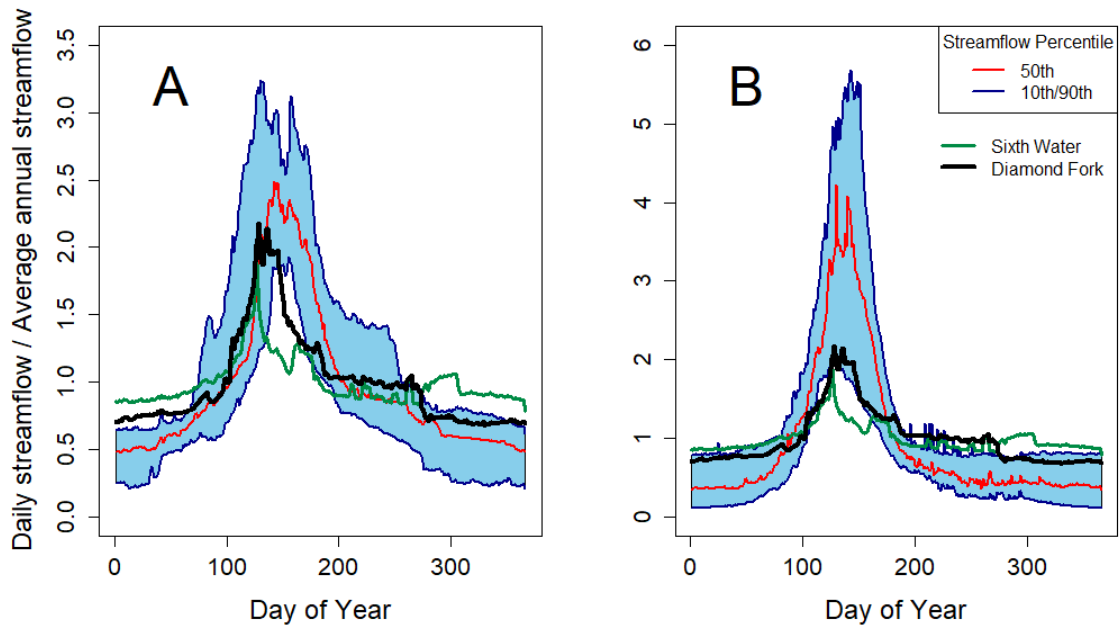 Daily streamflow / Average annual streamflow
A
3.5
3.0
2.5
2.0
1.5
1.0
0.5
0.0
0 100 200 300
Day of Year
B
6
5
4
3
2
1
0
0 100 200 300
Day of Year
Streamflow Percentile
50th
10th/90th
Sixth Water
Diamond Fork